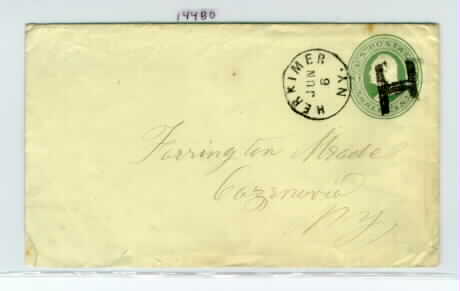 14480
HERKIMER N.Y.
JUN
9
U.S. POSTAGE
H
Farrington Meade
Cazenovia
N.Y.